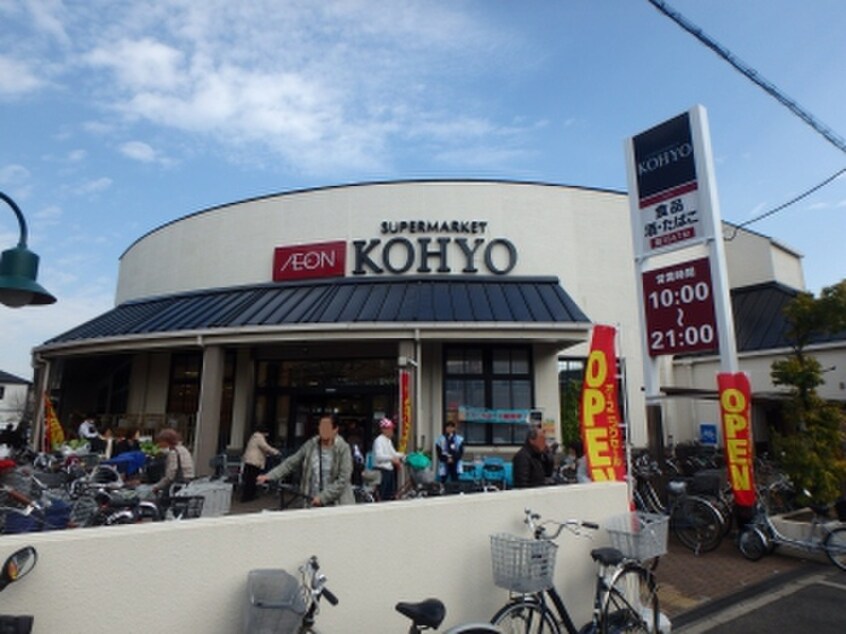 SUPERMARKET
ÆON KOHYO
KOHYO
食品
酒・たばこ
営業時間
10:00
～
21:00
OPEN
OPEN